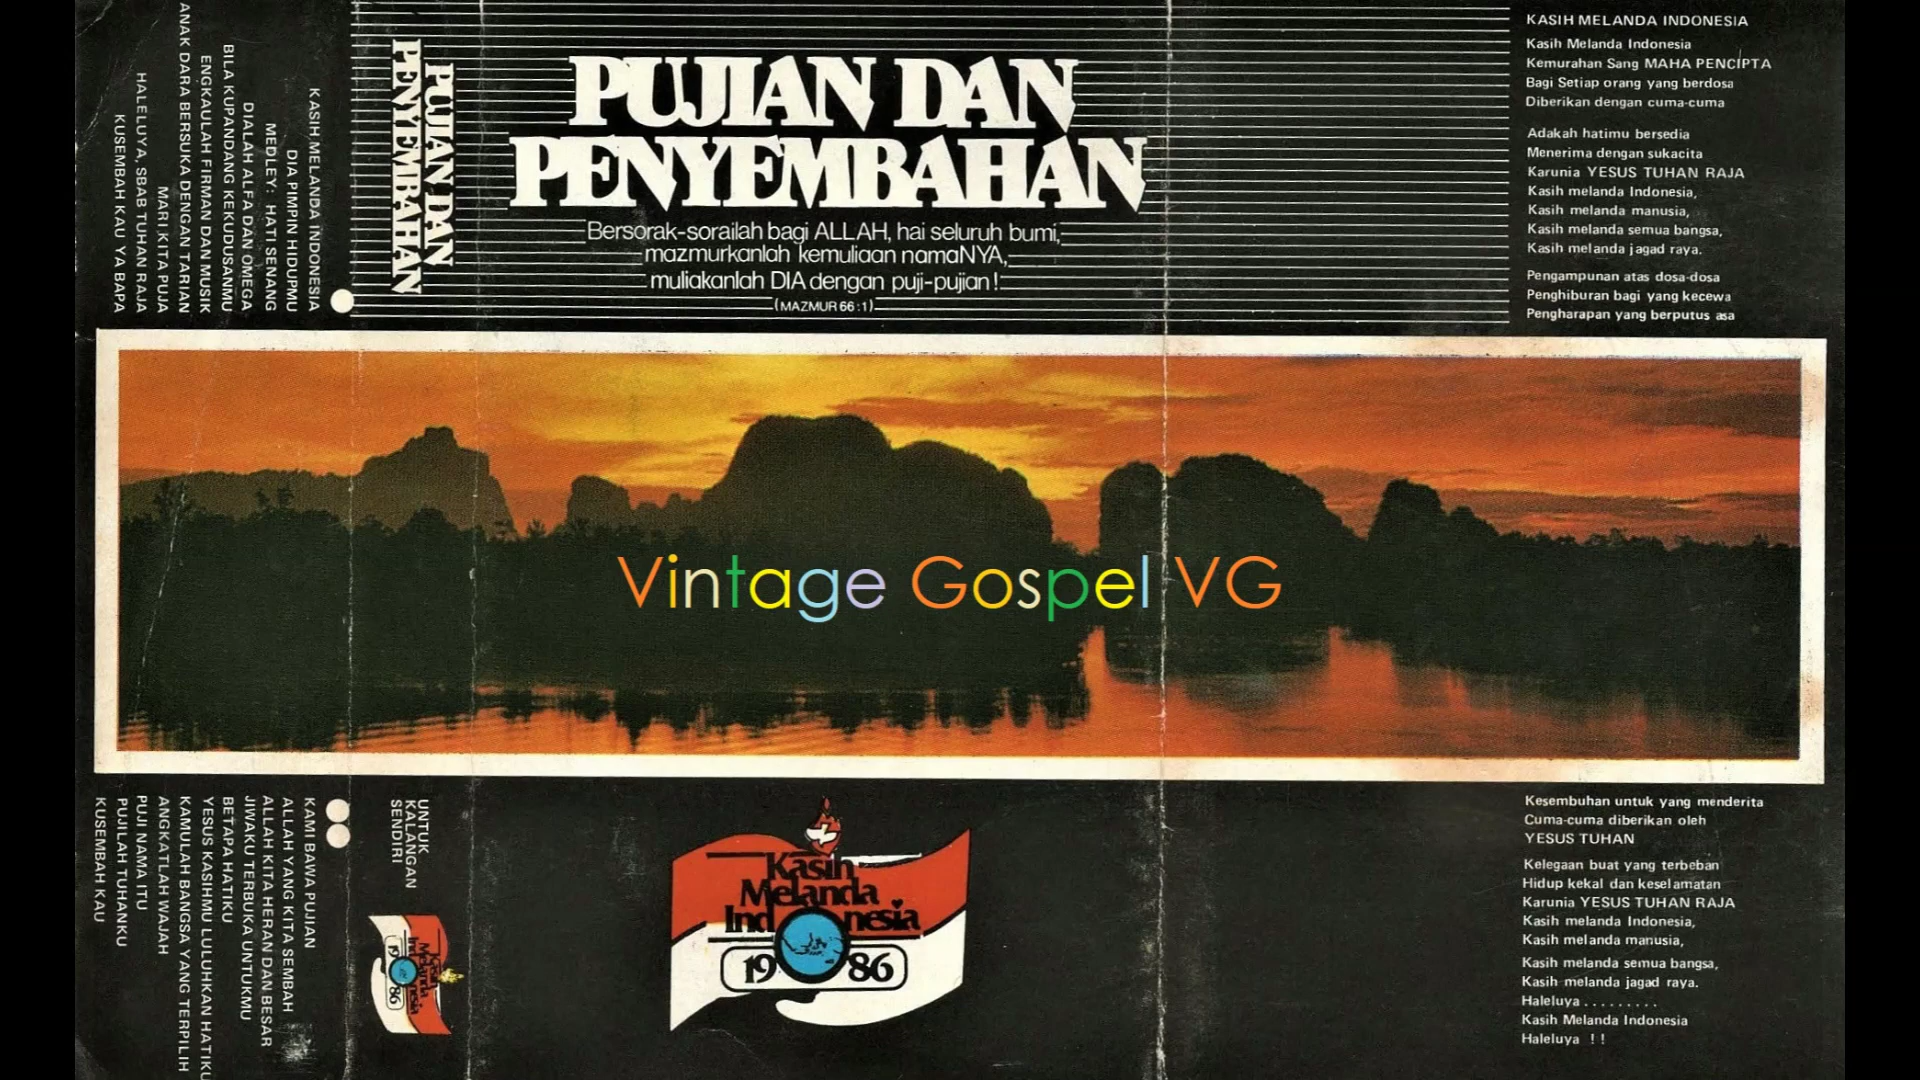 KASIH MELANDA INDONESIA
DIA PIMPIN HIDUPMU
MEDLEY: HATI SENANG
DIALAH ALFA DAN OMEGA
BILA KUPANDANG KEKUDUSANMU
ENGKAULAH FIRMAN DAN MUSIK
ANAK DARA BERSUKA DENGAN TARIAN
MARI KITA PUJA
HALELUYA, SBAB TUHAN RAJA
KUSEMBAH KAU YA BAPA
PUJIAN DAN
PENYEMBAHAN
PUJIAN DAN
PENYEMBAHAN
Bersorak-sorailah bagi ALLAH, hai seluruh bumi,
mazmurkanlah kemuliaan namaNYA,
muliakanlah DIA dengan puji-pujian!
(MAZMUR 66:1)
KASIH MELANDA INDONESIA
Kasih Melanda Indonesia
Kemurahan Sang MAHA PENCIPTA
Bagi Setiap orang yang berdosa
Diberikan dengan cuma-cuma
Adakah hatimu bersedia
Menerima dengan sukacita
Karunia YESUS TUHAN RAJA
Kasih melanda Indonesia,
Kasih melanda manusia,
Kasih melanda semua bangsa,
Kasih melanda jagad raya.
Pengampunan atas dosa-dosa
Penghiburan bagi yang kecewa
Pengharapan yang berputus asa
Vintage Gospel VG
KAMI BAWA PUJIAN
ALLAH YANG KITA SEMBAH
ALLAH KITA HERAN DAN BESAR
JIWAKU TERBUKA UNTUKMU
BETAPA HATIKU
YESUS KASIHMU LULUHKAN HATIKU
KAMULAH BANGSA YANG TERPILIH
ANGKATLAH WAJAH
PUJI NAMA ITU
PUJILAH TUHANKU
KUSEMBAH KAU
UNTUK
KALANGAN
SENDIRI
Kasih
Melanda
Indonesia
1986
Kasih
Melanda
Indonesia
1986
Kesembuhan untuk yang menderita
Cuma-cuma diberikan oleh
YESUS TUHAN
Kelegaan buat yang terbeban
Hidup kekal dan keselamatan
Karunia YESUS TUHAN RAJA
Kasih melanda Indonesia,
Kasih melanda manusia,
Kasih melanda semua bangsa,
Kasih melanda jagad raya.
Haleluya . . . . . . . . .
Kasih Melanda Indonesia
Haleluya ! !